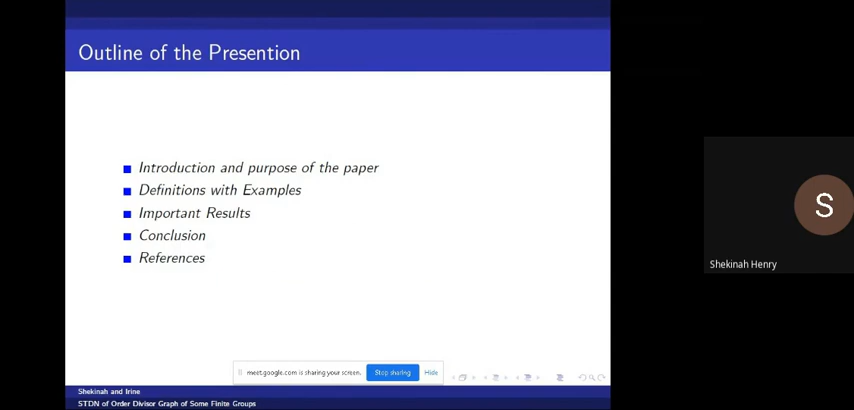 Outline of the Presention
Introduction and purpose of the paper
Definitions with Examples
Important Results
Conclusion
References
S
Shekinah Henry
meet.google.com is sharing your screen.
Stop sharing
Hide
Shekinah and Irine
STDN of Order Divisor Graph of Some Finite Groups